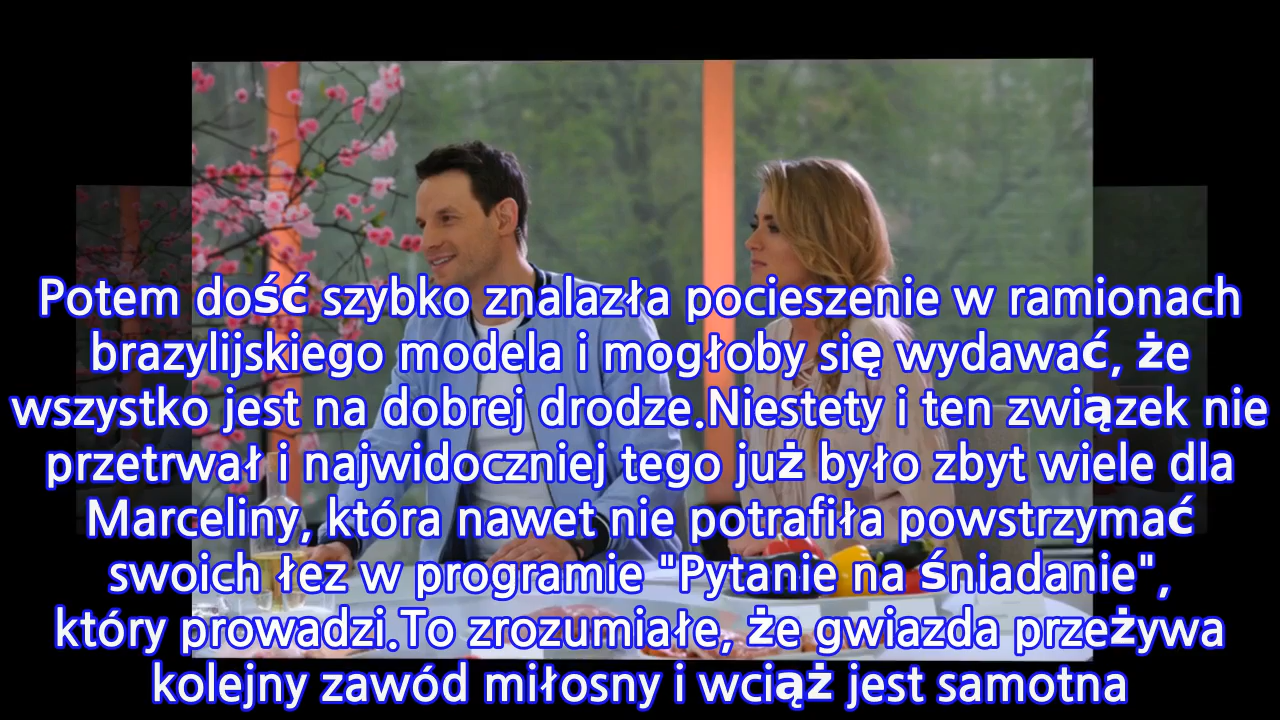 Potem dość szybko znalazła pocieszenie w ramionach
brazylijskiego modela i mogłoby się wydawać, że
wszystko jest na dobrej drodze.Niestety i ten związek nie
przetrwał i najwidoczniej tego już było zbyt wiele dla
Marceliny, która nawet nie potrafiła powstrzymać
swoich łez w programie "Pytanie na śniadanie",
który prowadzi.To zrozumiałe, że gwiazda przeżywa
kolejny zawód miłosny i wciąż jest samotna